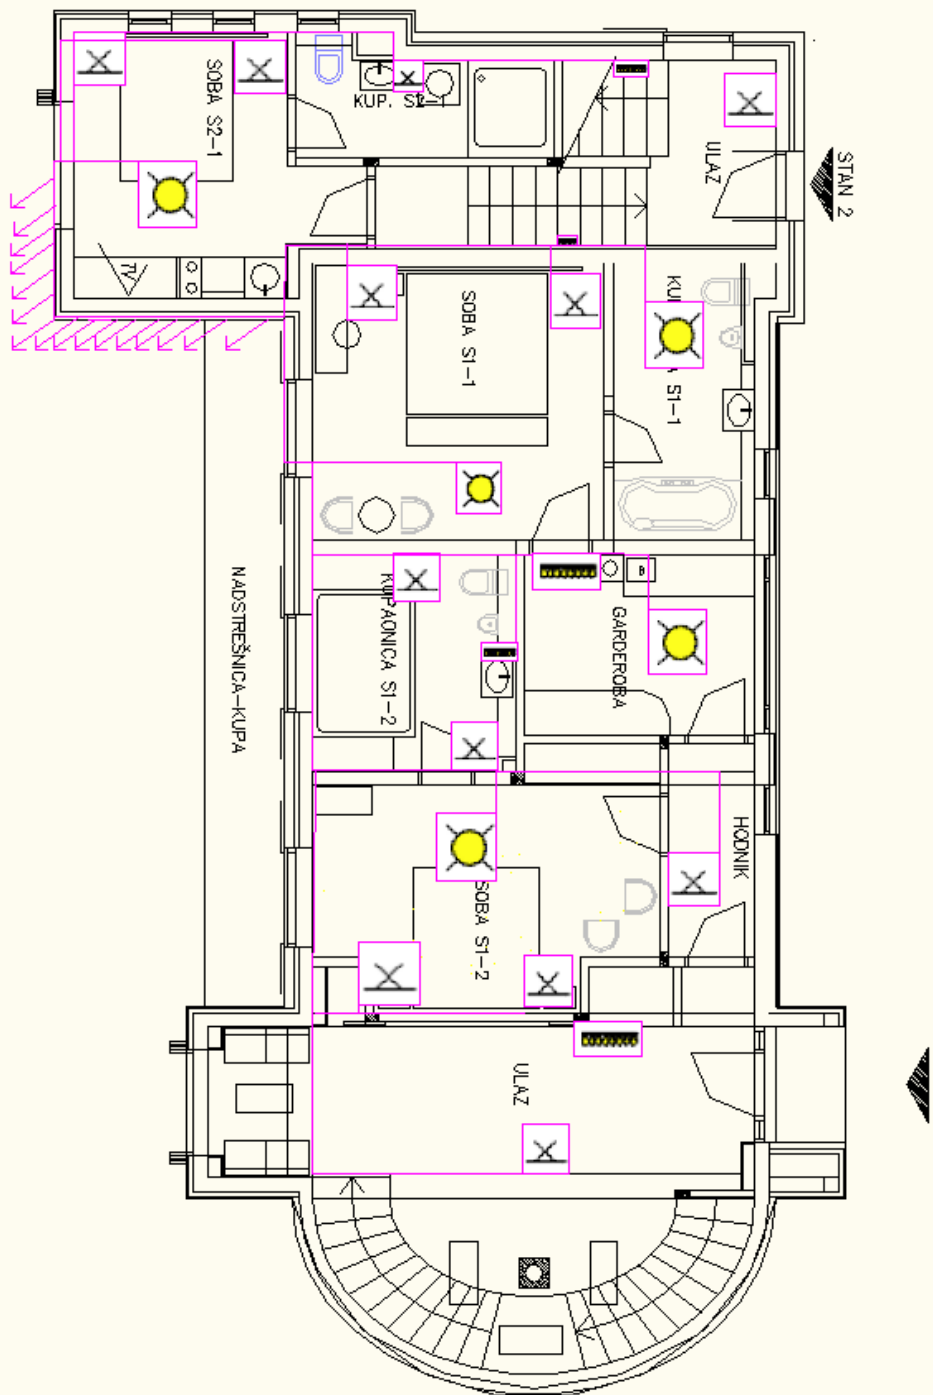 SOBA S2-1
KUP. S2-1
ULAZ
STAN 2
TV
SOBA S1-1
S1-1
NADSTREŠNICA-KUPA
KUPAONICA S1-2
B
GARDEROBA
HODNIK
SOBA S1-2
ULAZ